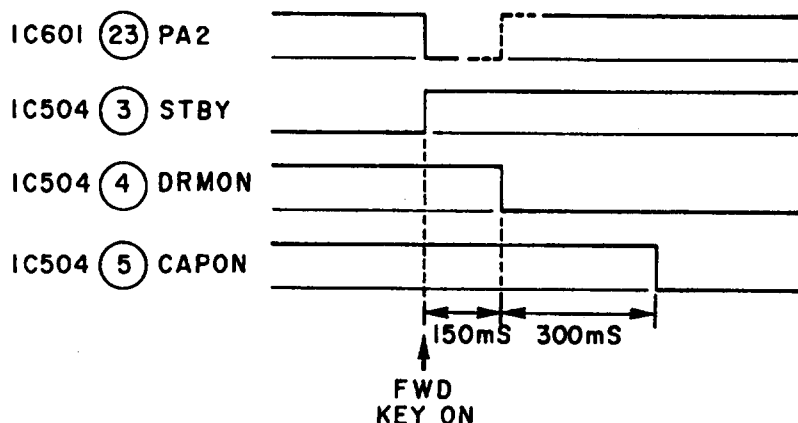 IC601 23 PA2
IC504 3 STBY
IC504 4 DRMON
IC504 5 CAPON
150mS 300mS
FWD
KEY ON